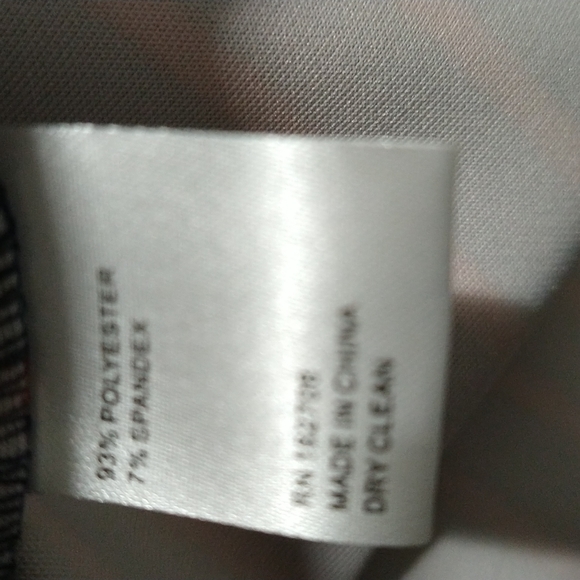 93% POLYESTER
7% SPANDEX
RN
MADE IN CHINA
DRY CLEAN